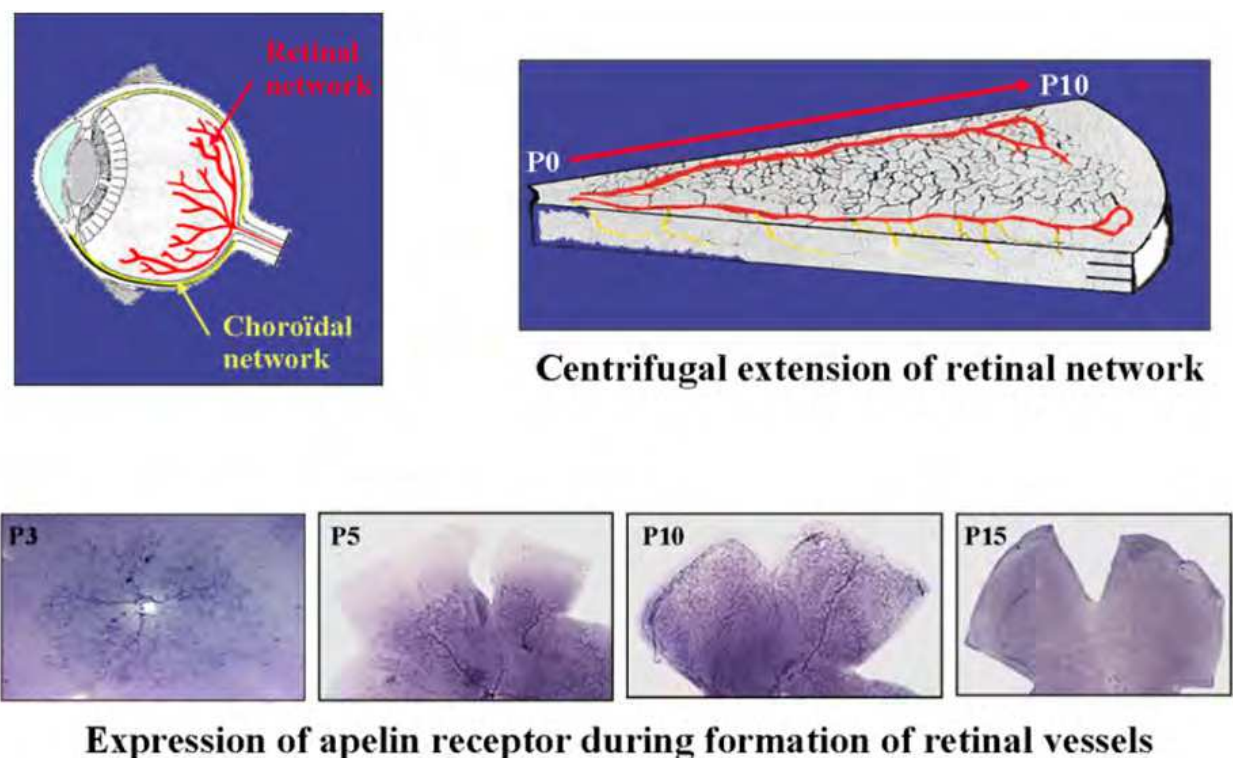 Retinal
network
Choroïdal
network
P0
P10
Centrifugal extension of retinal network
P3
P5
P10
P15
Expression of apelin receptor during formation of retinal vessels